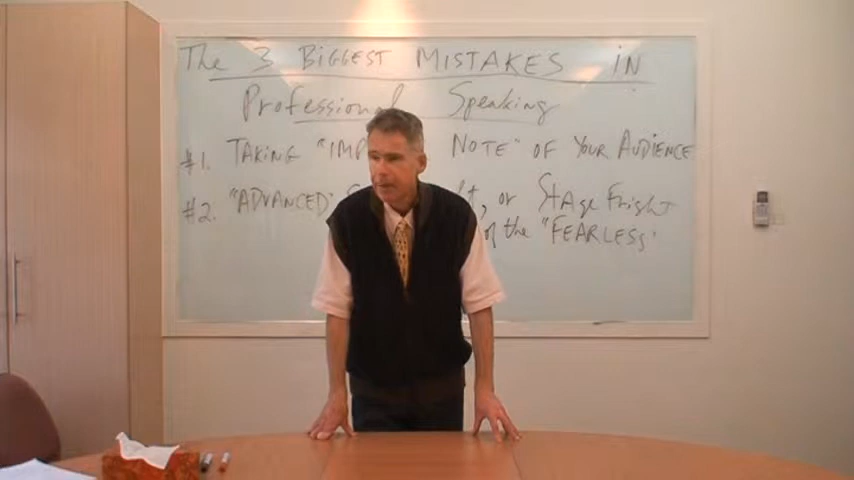 The 3 BIGGEST MISTAKES IN
Professional Speaking
#1. TAKING "IMP NOTE" OF YOUR AUDIENCE
#2. "ADVANCED" or STAge Fright
of the "FEARLESS"